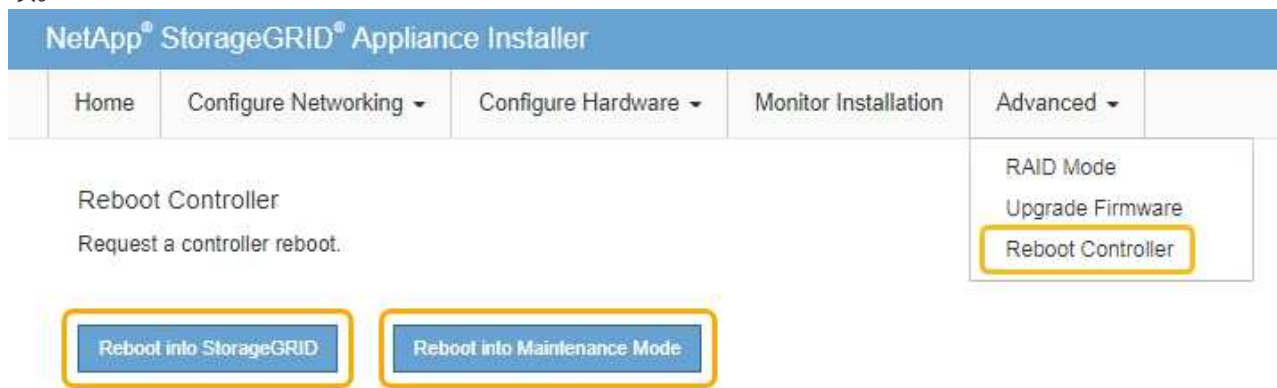 NetApp® StorageGRID® Appliance Installer
Home Configure Networking Configure Hardware Monitor Installation Advanced
RAID Mode
Upgrade Firmware
Reboot Controller
Reboot Controller
Request a controller reboot.
Reboot into StorageGRID Reboot into Maintenance Mode